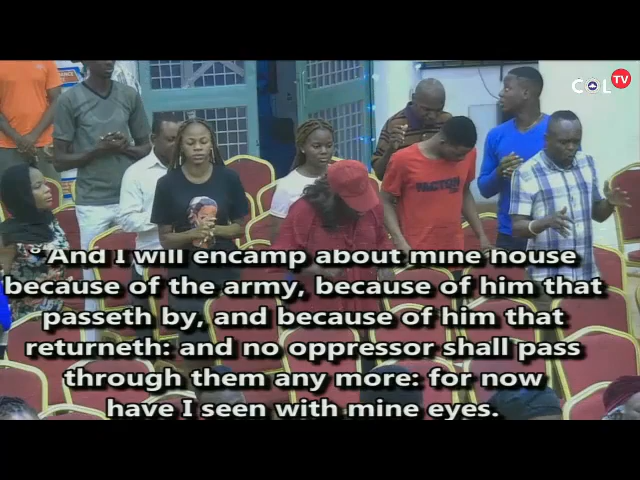 COL TV
And I will encamp about mine house
because of the army, because of him that
passeth by, and because of him that
returneth: and no oppressor shall pass
through them any more: for now
have I seen with mine eyes.